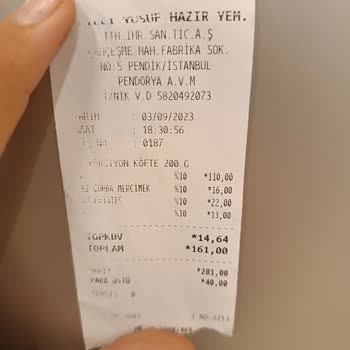 YUSUF HAZIR YEM.
İTH.İHR.SAN.TİC.A.Ş
MAH.FABRİKA SOK.
NO:5 PENDİK/İSTANBUL
PENDORYA A.V.M
V.D 5820492073
: 03/09/2023
: 18:30:56
NO : 0187
KÖFTE 200 G
%10 *110,00
ÇORBA MERCİMEK %10 *16,00
%10 *22,00
%10 *13,00
TOPKDV *14,64
TOPLAM *161,00
*201,00
PARA ÜSTÜ *40,00